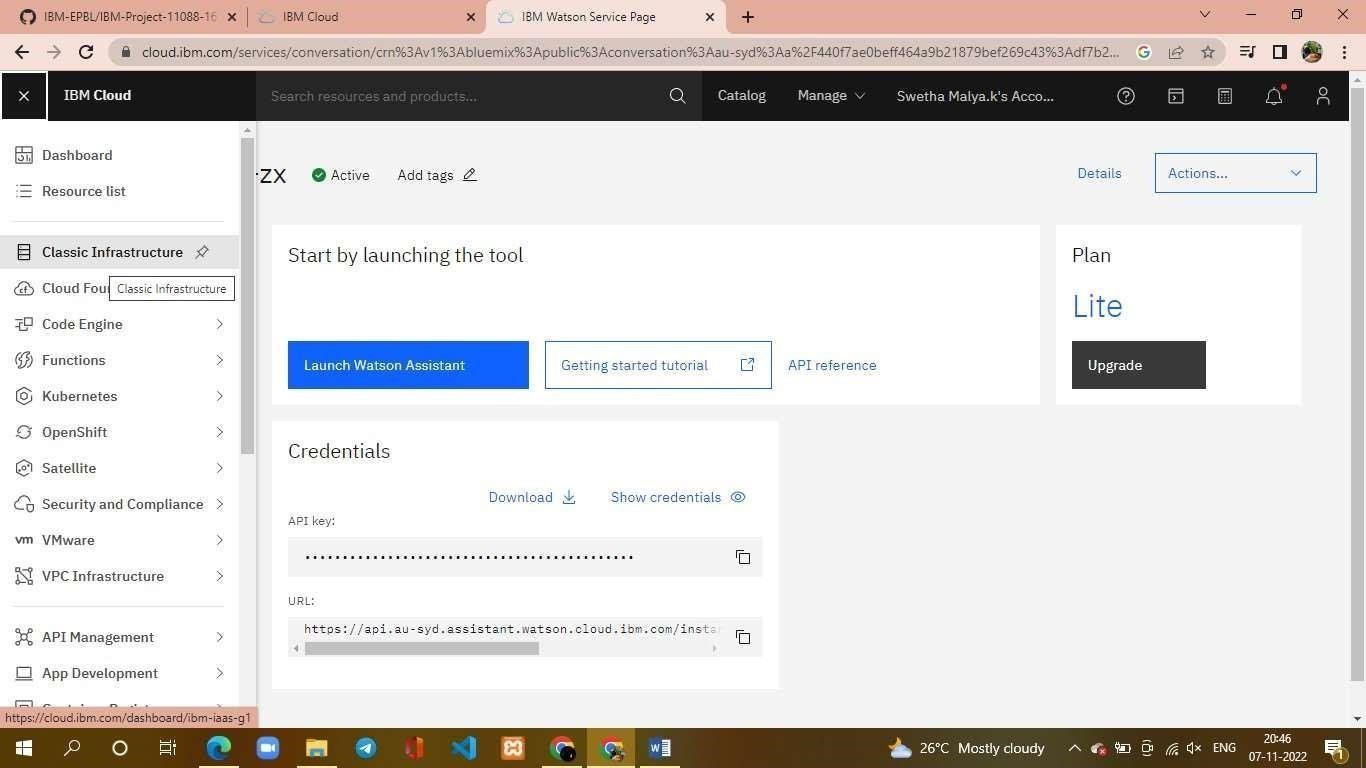 IBM-EPBL/IBM-Project-11088-16
IBM Cloud
IBM Watson Service Page
cloud.ibm.com/services/conversation/crn%3Av1%3Abluemix%3Apublic%3Aconversation%3Aau-syd%3Aa%2F440f7ae0beff464a9b21879bef269c43%3Adf7b2...
IBM Cloud
Search resources and products...
Catalog
Manage
Swetha Malya.k's Acco...
Dashboard
Resource list
Classic Infrastructure
Cloud Fou
Classic Infrastructure
Code Engine
Functions
Kubernetes
OpenShift
Satellite
Security and Compliance
vm VMware
VPC Infrastructure
API Management
App Development
https://cloud.ibm.com/dashboard/ibm-iaas-g1
zx
Active
Add tags
Details
Actions...
Start by launching the tool
Launch Watson Assistant
Getting started tutorial
API reference
Plan
Lite
Upgrade
Credentials
Download
Show credentials
API key:
URL:
https://api.au-syd.assistant.watson.cloud.ibm.com/instan
26°C Mostly cloudy
ENG
20:46
07-11-2022
1